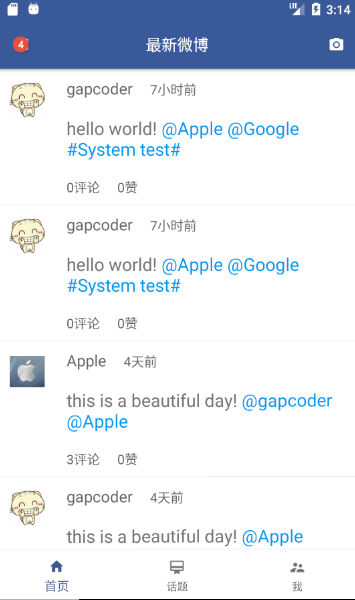 LTE 3:14
4 最新微博
gapcoder 7小时前
hello world! @Apple @Google
#System test#
0评论 0赞
gapcoder 7小时前
hello world! @Apple @Google
#System test#
0评论 0赞
Apple 4天前
this is a beautiful day! @gapcoder
@Apple
3评论 0赞
gapcoder 4天前
this is a beautiful day! @Apple
首页 话题 我